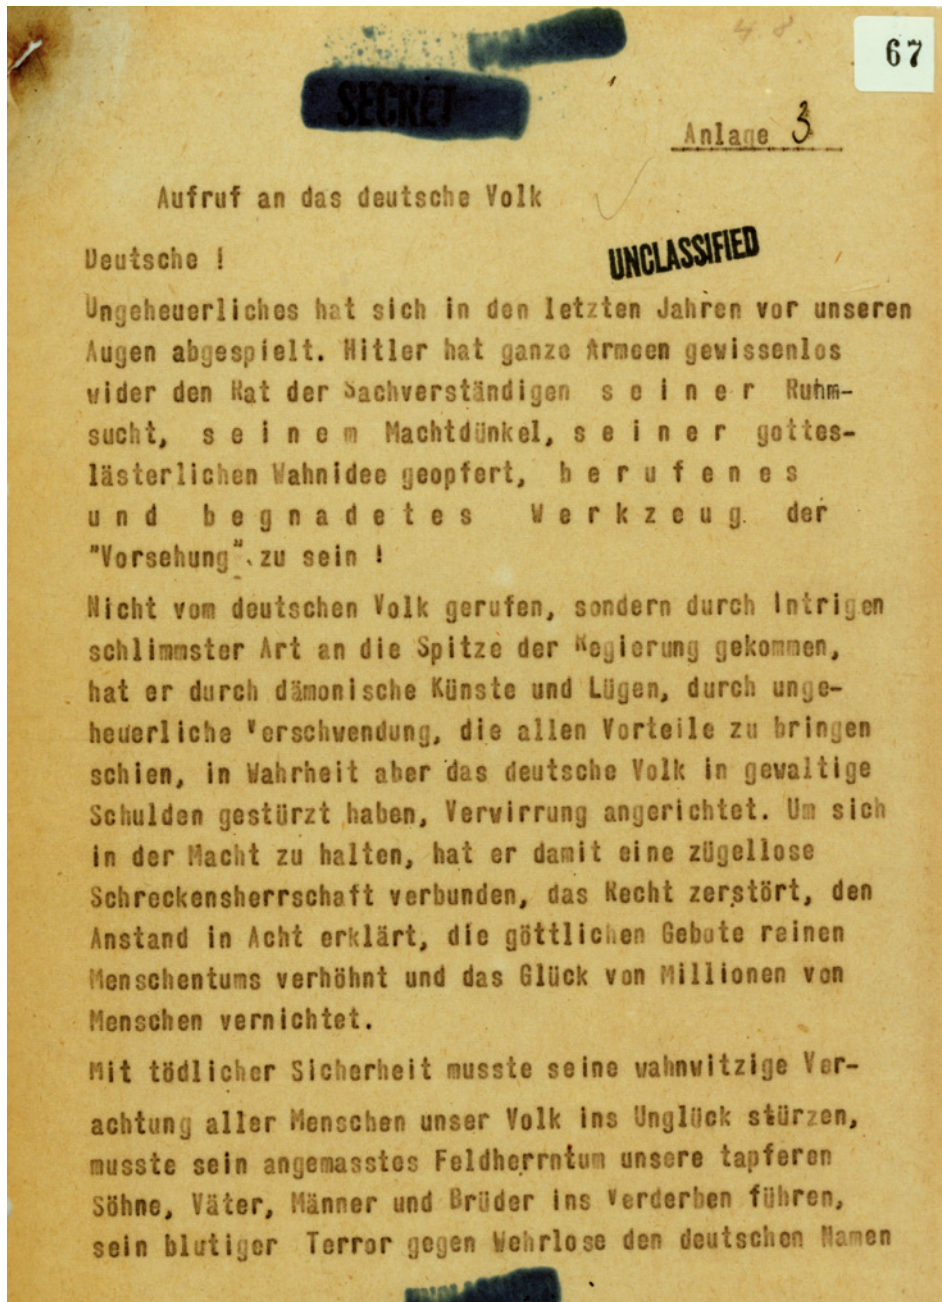 UNCLASSIFIED
48.
67
SECRET
Anlage 3
Aufruf an das deutsche Volk
UNCLASSIFIED
Deutsche !
Ungeheuerliches hat sich in den letzten Jahren vor unseren
Augen abgespielt. Hitler hat ganze Armeen gewissenlos
wider den Rat der Sachverständigen s e i n e r Ruhm-
sucht, s e i n e m Machtdünkel, s e i n e r gottes-
lästerlichen Wahnidee geopfert, b e r u f e n e s
u n d b e g n a d e t e s W e r k z e u g der
"Vorsehung" zu sein !
Nicht vom deutschen Volk gerufen, sondern durch Intrigen
schlimmster Art an die Spitze der Regierung gekommen,
hat er durch dämonische Künste und Lügen, durch unge-
heuerliche Verschwendung, die allen Vorteile zu bringen
schien, in Wahrheit aber das deutsche Volk in gewaltige
Schulden gestürzt haben, Verwirrung angerichtet. Um sich
in der Macht zu halten, hat er damit eine zügellose
Schreckensherrschaft verbunden, das Recht zerstört, den
Anstand in Acht erklärt, die göttlichen Gebote reinen
Menschentums verhöhnt und das Glück von Millionen von
Menschen vernichtet.
Mit tödlicher Sicherheit musste seine wahnwitzige Ver-
achtung aller Menschen unser Volk ins Unglück stürzen,
musste sein angemasstes Feldherrntum unsere tapferen
Söhne, Väter, Männer und Brüder ins Verderben führen,
sein blutiger Terror gegen Wehrlose den deutschen Namen
UNCLASSIFIED